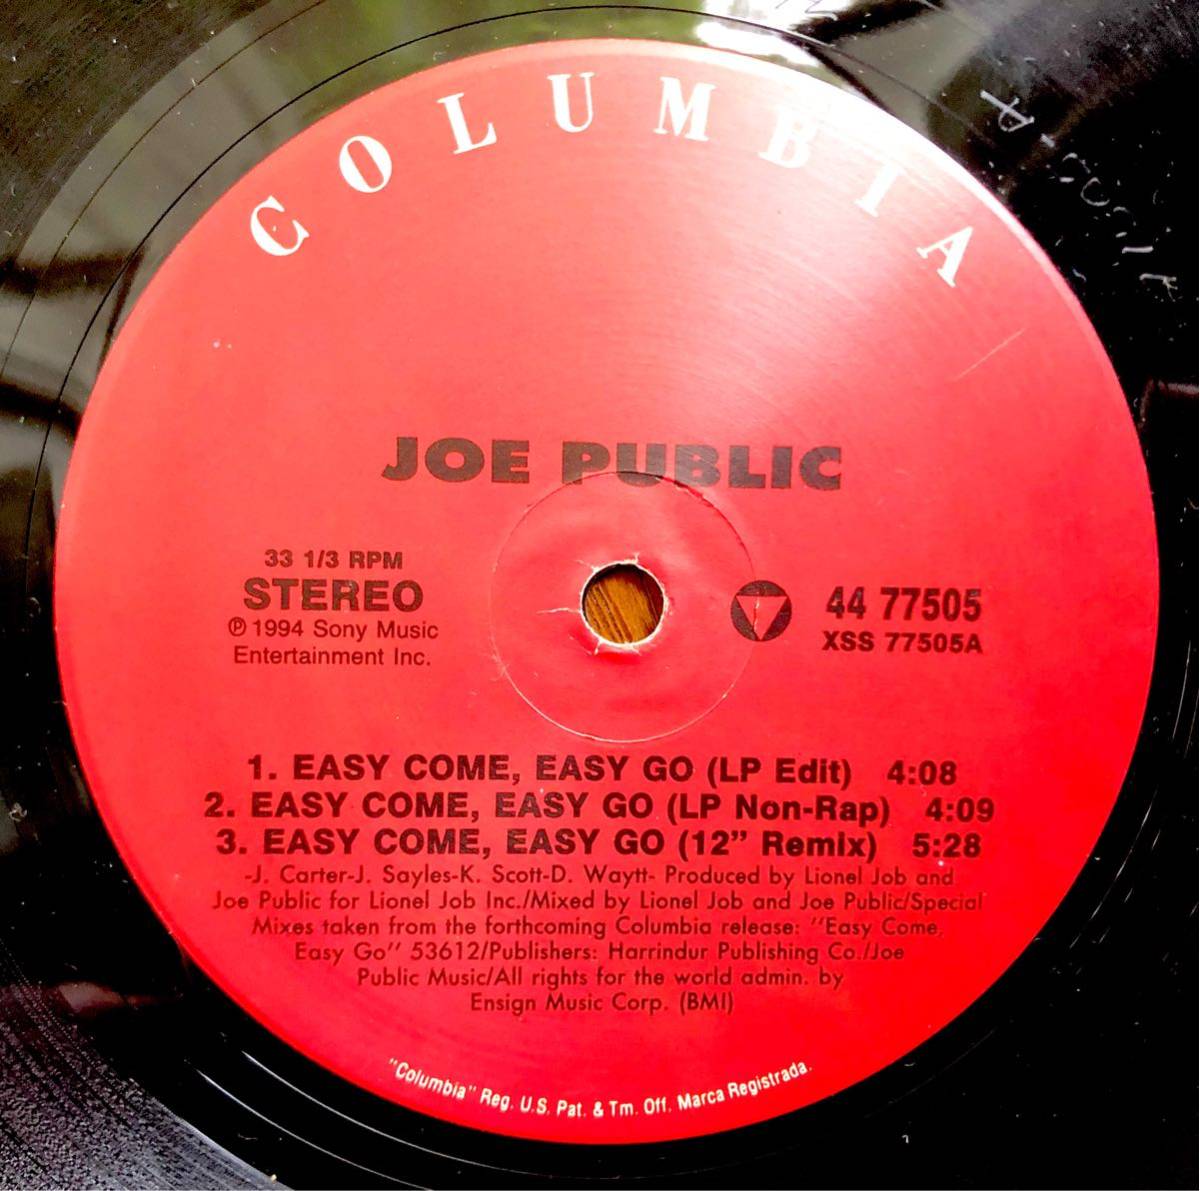 COLUMBIA
JOE PUBLIC
33 1/3 RPM
STEREO
℗ 1994 Sony Music
Entertainment Inc.
44 77505
XSS 77505A
1. EASY COME, EASY GO (LP Edit) 4:08
2. EASY COME, EASY GO (LP Non-Rap) 4:09
3. EASY COME, EASY GO (12” Remix) 5:28
-J. Carter-J. Sayles-K. Scott-D. Waytt- Produced by Lionel Job and
Joe Public for Lionel Job Inc./Mixed by Lionel Job and Joe Public/Special
Mixes taken from the forthcoming Columbia release: “Easy Come,
Easy Go” 53612/Publishers: Harrindur Publishing Co./Joe
Public Music/All rights for the world admin. by
Ensign Music Corp. (BMI)
“Columbia” Reg. U.S. Pat. & Tm. Off. Marca Registrada.